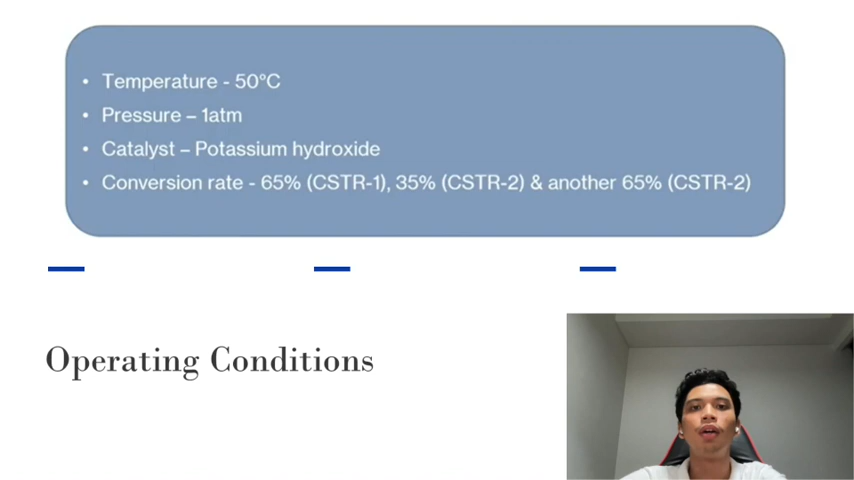 • Temperature - 50°C
• Pressure – 1atm
• Catalyst – Potassium hydroxide
• Conversion rate - 65% (CSTR-1), 35% (CSTR-2) & another 65% (CSTR-2)
Operating Conditions